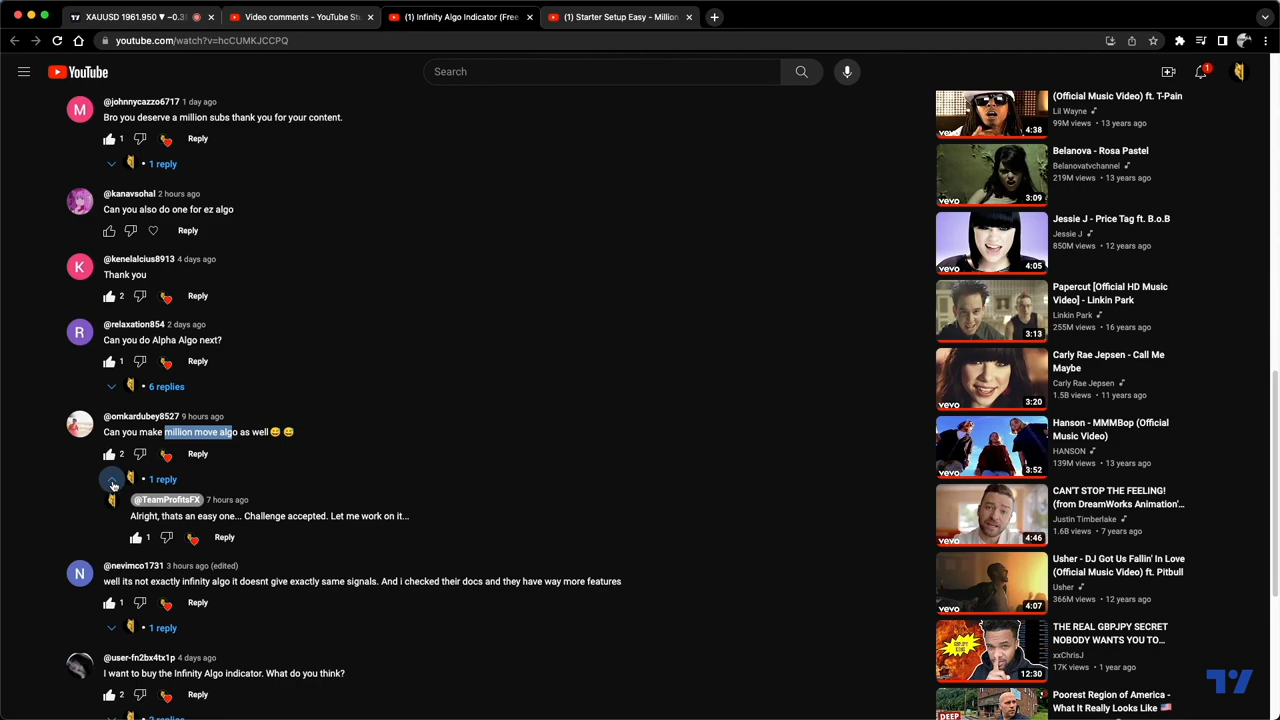 XAUUSD 1961.950 ▼ −0.3
Video comments - YouTube St
(1) Infinity Algo Indicator (Free
(1) Starter Setup Easy - Million
youtube.com/watch?v=hcCUMKJCCPQ
YouTube
Search
1
@johnnycazzo6717 1 day ago
M
Bro you deserve a million subs thank you for your content.
1 Reply
• 1 reply
@kanavsohal 2 hours ago
Can you also do one for ez algo
Reply
@kenelalcius8913 4 days ago
K
Thank you
2 Reply
@relaxation854 2 days ago
R
Can you do Alpha Algo next?
1 Reply
• 6 replies
@omkardubey8527 9 hours ago
Can you make million move algo as well😅 😅
2 Reply
• 1 reply
@TeamProfitsFX 7 hours ago
Alright, thats an easy one... Challenge accepted. Let me work on it...
1 Reply
@nevimco1731 3 hours ago (edited)
N
well its not exactly infinity algo it doesnt give exactly same signals. And i checked their docs and they have way more features
1 Reply
• 1 reply
@user-fn2bx4tx1p 4 days ago
I want to buy the Infinity Algo indicator. What do you think?
2 Reply
(Official Music Video) ft. T-Pain
Lil Wayne
99M views • 13 years ago
vevo 4:38
Belanova - Rosa Pastel
Belanovatvchannel
219M views • 13 years ago
vevo 3:09
Jessie J - Price Tag ft. B.o.B
Jessie J
850M views • 12 years ago
vevo 4:05
Papercut [Official HD Music
Video] - Linkin Park
Linkin Park
255M views • 16 years ago
3:13
Carly Rae Jepsen - Call Me
Maybe
Carly Rae Jepsen
1.5B views • 11 years ago
vevo 3:20
Hanson - MMMBop (Official
Music Video)
HANSON
139M views • 13 years ago
vevo 3:52
CAN'T STOP THE FEELING!
(from DreamWorks Animation'...
Justin Timberlake
1.6B views • 7 years ago
vevo 4:46
Usher - DJ Got Us Fallin' In Love
(Official Music Video) ft. Pitbull
Usher
366M views • 12 years ago
vevo 4:07
THE REAL GBPJPY SECRET
NOBODY WANTS YOU TO...
xxChrisJ
17K views • 1 year ago
12:30
Poorest Region of America -
What It Really Looks Like 🇺🇸
DEEP